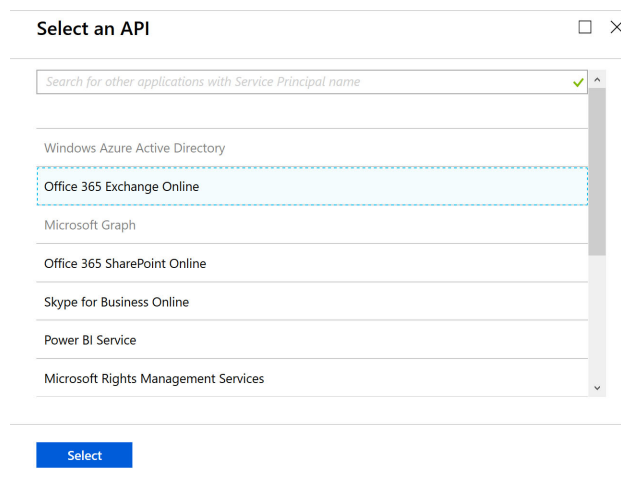 Select an API
Search for other applications with Service Principal name
Windows Azure Active Directory
Office 365 Exchange Online
Microsoft Graph
Office 365 SharePoint Online
Skype for Business Online
Power BI Service
Microsoft Rights Management Services
Select